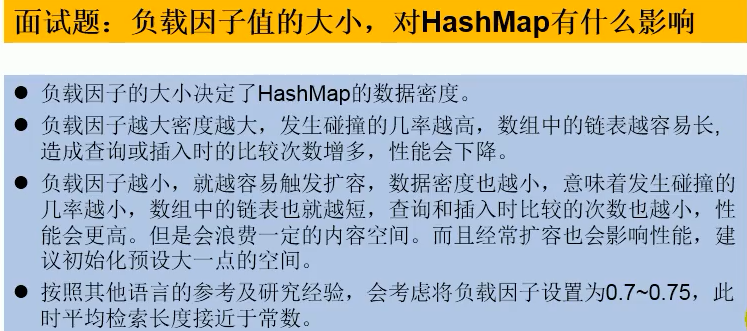 面试题：负载因子值的大小，对HashMap有什么影响
● 负载因子的大小决定了HashMap的数据密度。
● 负载因子越大密度越大，发生碰撞的几率越高，数组中的链表越容易长,
造成查询或插入时的比较次数增多，性能会下降。
● 负载因子越小，就越容易触发扩容，数据密度也越小，意味着发生碰撞的
几率越小，数组中的链表也就越短，查询和插入时比较的次数也越小，性
能会更高。但是会浪费一定的内容空间。而且经常扩容也会影响性能，建
议初始化预设大一点的空间。
● 按照其他语言的参考及研究经验，会考虑将负载因子设置为0.7~0.75，此
时平均检索长度接近于常数。